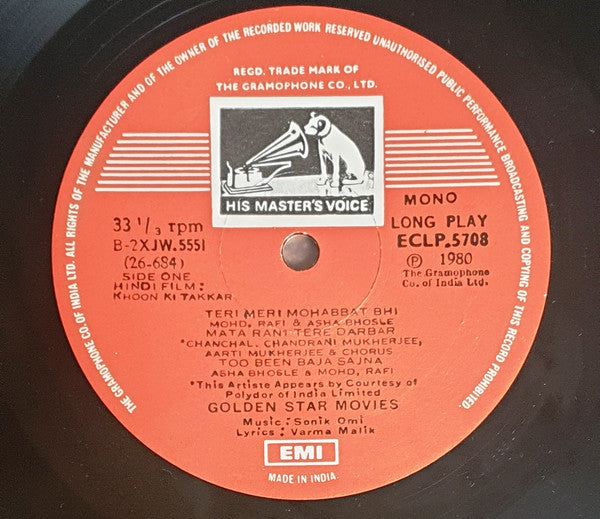 THE GRAMOPHONE CO. OF INDIA LTD. ALL RIGHTS OF THE MANUFACTURER AND OF THE OWNER OF THE RECORDED WORK RESERVED UNAUTHORISED PUBLIC PERFORMANCE BROADCASTING AND COPYING OF THIS RECORD PROHIBITED.
REGD. TRADE MARK OF
THE GRAMOPHONE CO., LTD.
HIS MASTER'S VOICE
33 1/3 rpm
B-2XJW.5551
(26-684)
SIDE ONE
HINDI FILM:
KHOON KI TAKKAR
MONO
LONG PLAY
ECLP.5708
Ⓟ 1980
The Gramophone
Co. of India Ltd.
TERI MERI MOHABBAT BHI
MOHD. RAFI & ASHA BHOSLE
MATA RANI TERE DARBAR
*CHANCHAL, CHANDRANI MUKHERJEE,
AARTI MUKHERJEE & CHORUS
TOO BEEN BAJA SAJNA
ASHA BHOSLE & MOHD. RAFI
*This Artiste Appears by Courtesy of
Polydor of India Limited
GOLDEN STAR MOVIES
Music: Sonik Omi
Lyrics: Varma Malik
EMI
MADE IN INDIA